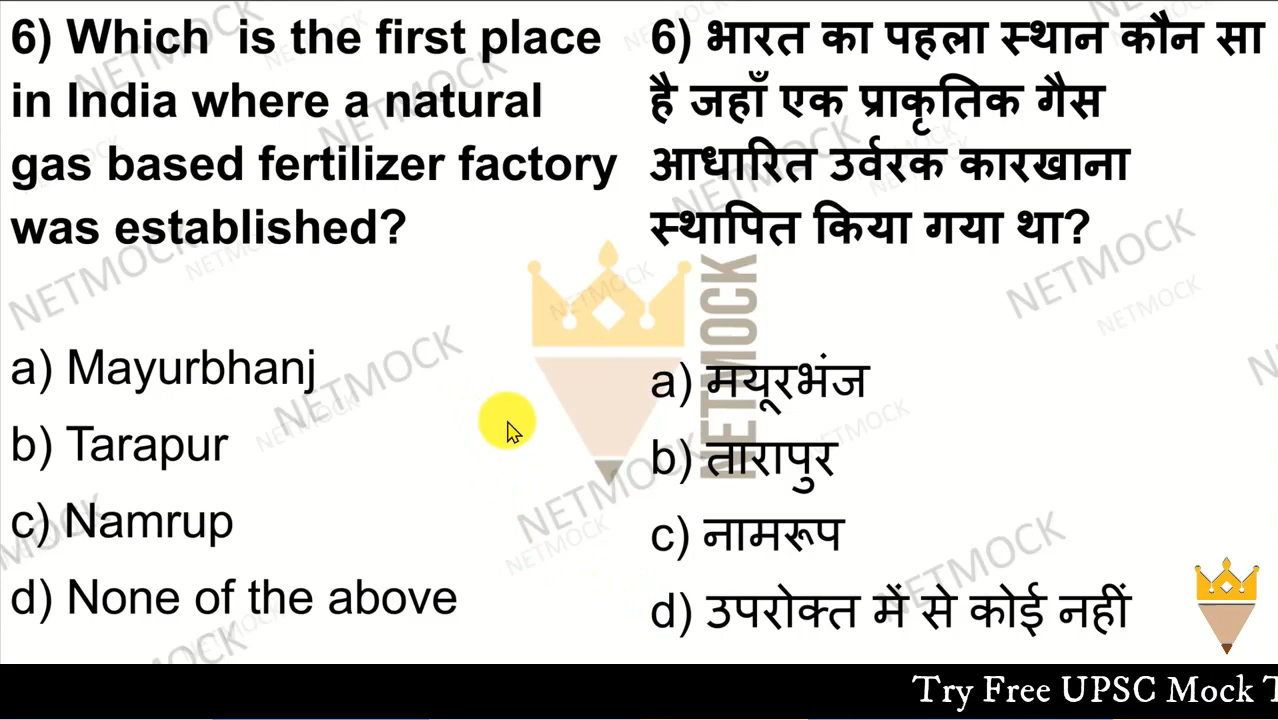 6) Which is the first place
in India where a natural
gas based fertilizer factory
was established?
a) Mayurbhanj
b) Tarapur
c) Namrup
d) None of the above
6) भारत का पहला स्थान कौन सा
है जहाँ एक प्राकृतिक गैस
आधारित उर्वरक कारखाना
स्थापित किया गया था?
a) मयूरभंज
b) तारापुर
c) नामरूप
d) उपरोक्त में से कोई नहीं
NETMOCK
Try Free UPSC Mock T